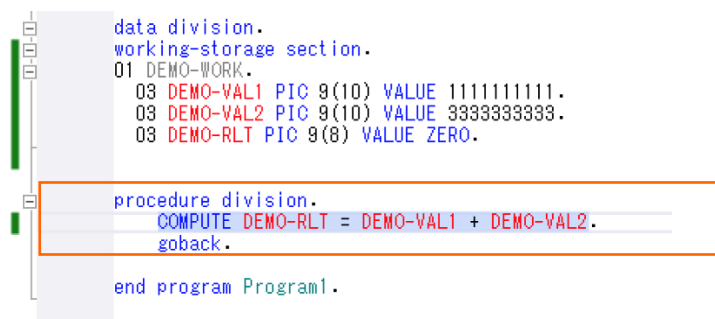 data division.
working-storage section.
01 DEMO-WORK.
03 DEMO-VAL1 PIC 9(10) VALUE 1111111111.
03 DEMO-VAL2 PIC 9(10) VALUE 3333333333.
03 DEMO-RLT PIC 9(8) VALUE ZERO.
procedure division.
COMPUTE DEMO-RLT = DEMO-VAL1 + DEMO-VAL2.
goback.
end program Program1.